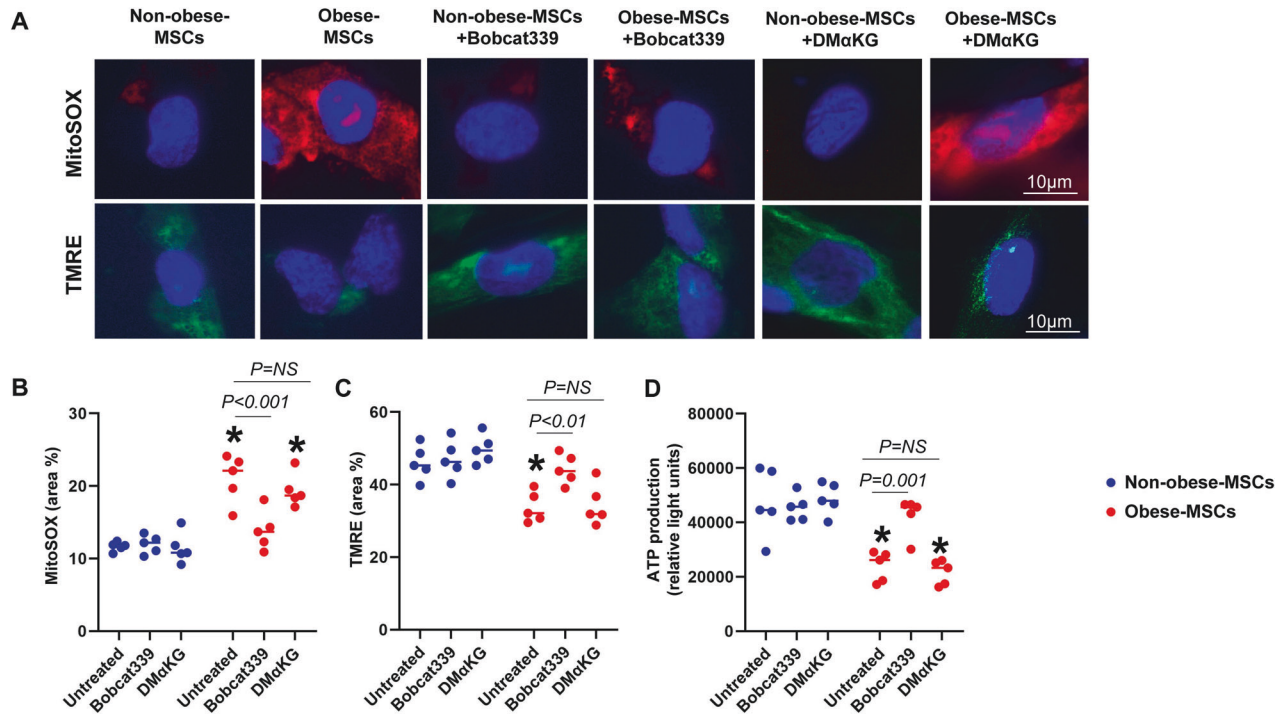 A
Non-obese-
MSCs
Obese-
MSCs
Non-obese-MSCs
+Bobcat339
Obese-MSCs
+Bobcat339
Non-obese-MSCs
+DMαKG
Obese-MSCs
+DMαKG
MitoSOX
10µm
TMRE
10µm
B
P=NS
P<0.001
MitoSOX (area %)
30
20
10
0
*
*
Untreated
Bobcat339
DMαKG
Untreated
Bobcat339
DMαKG
C
P=NS
P<0.01
TMRE (area %)
60
40
20
0
*
Untreated
Bobcat339
DMαKG
Untreated
Bobcat339
DMαKG
D
P=NS
P=0.001
ATP production
(relative light units)
80000
60000
40000
20000
0
*
*
Untreated
Bobcat339
DMαKG
Untreated
Bobcat339
DMαKG
Non-obese-MSCs
Obese-MSCs